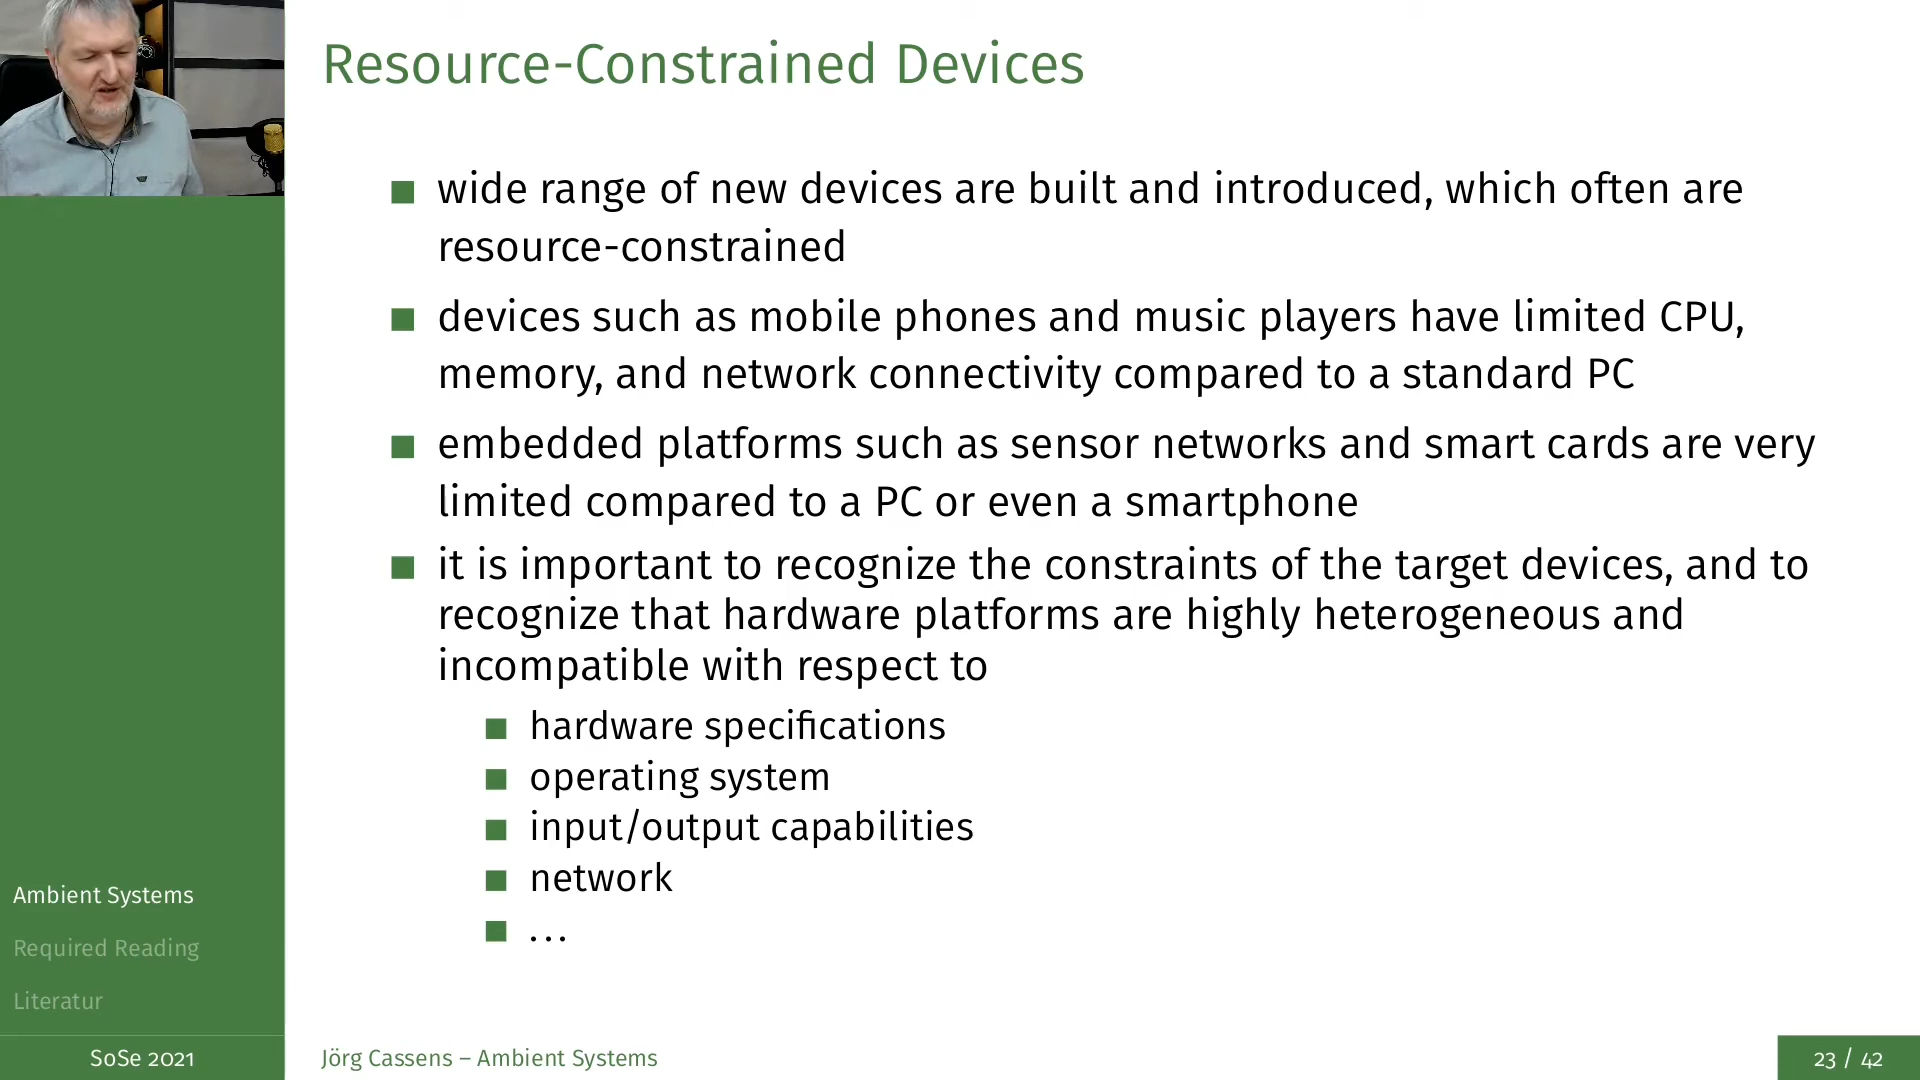 Resource-Constrained Devices
wide range of new devices are built and introduced, which often are
resource-constrained
devices such as mobile phones and music players have limited CPU,
memory, and network connectivity compared to a standard PC
embedded platforms such as sensor networks and smart cards are very
limited compared to a PC or even a smartphone
it is important to recognize the constraints of the target devices, and to
recognize that hardware platforms are highly heterogeneous and
incompatible with respect to
hardware specifications
operating system
input/output capabilities
network
...
Ambient Systems
Required Reading
Literatur
SoSe 2021
Jörg Cassens – Ambient Systems
23 / 42